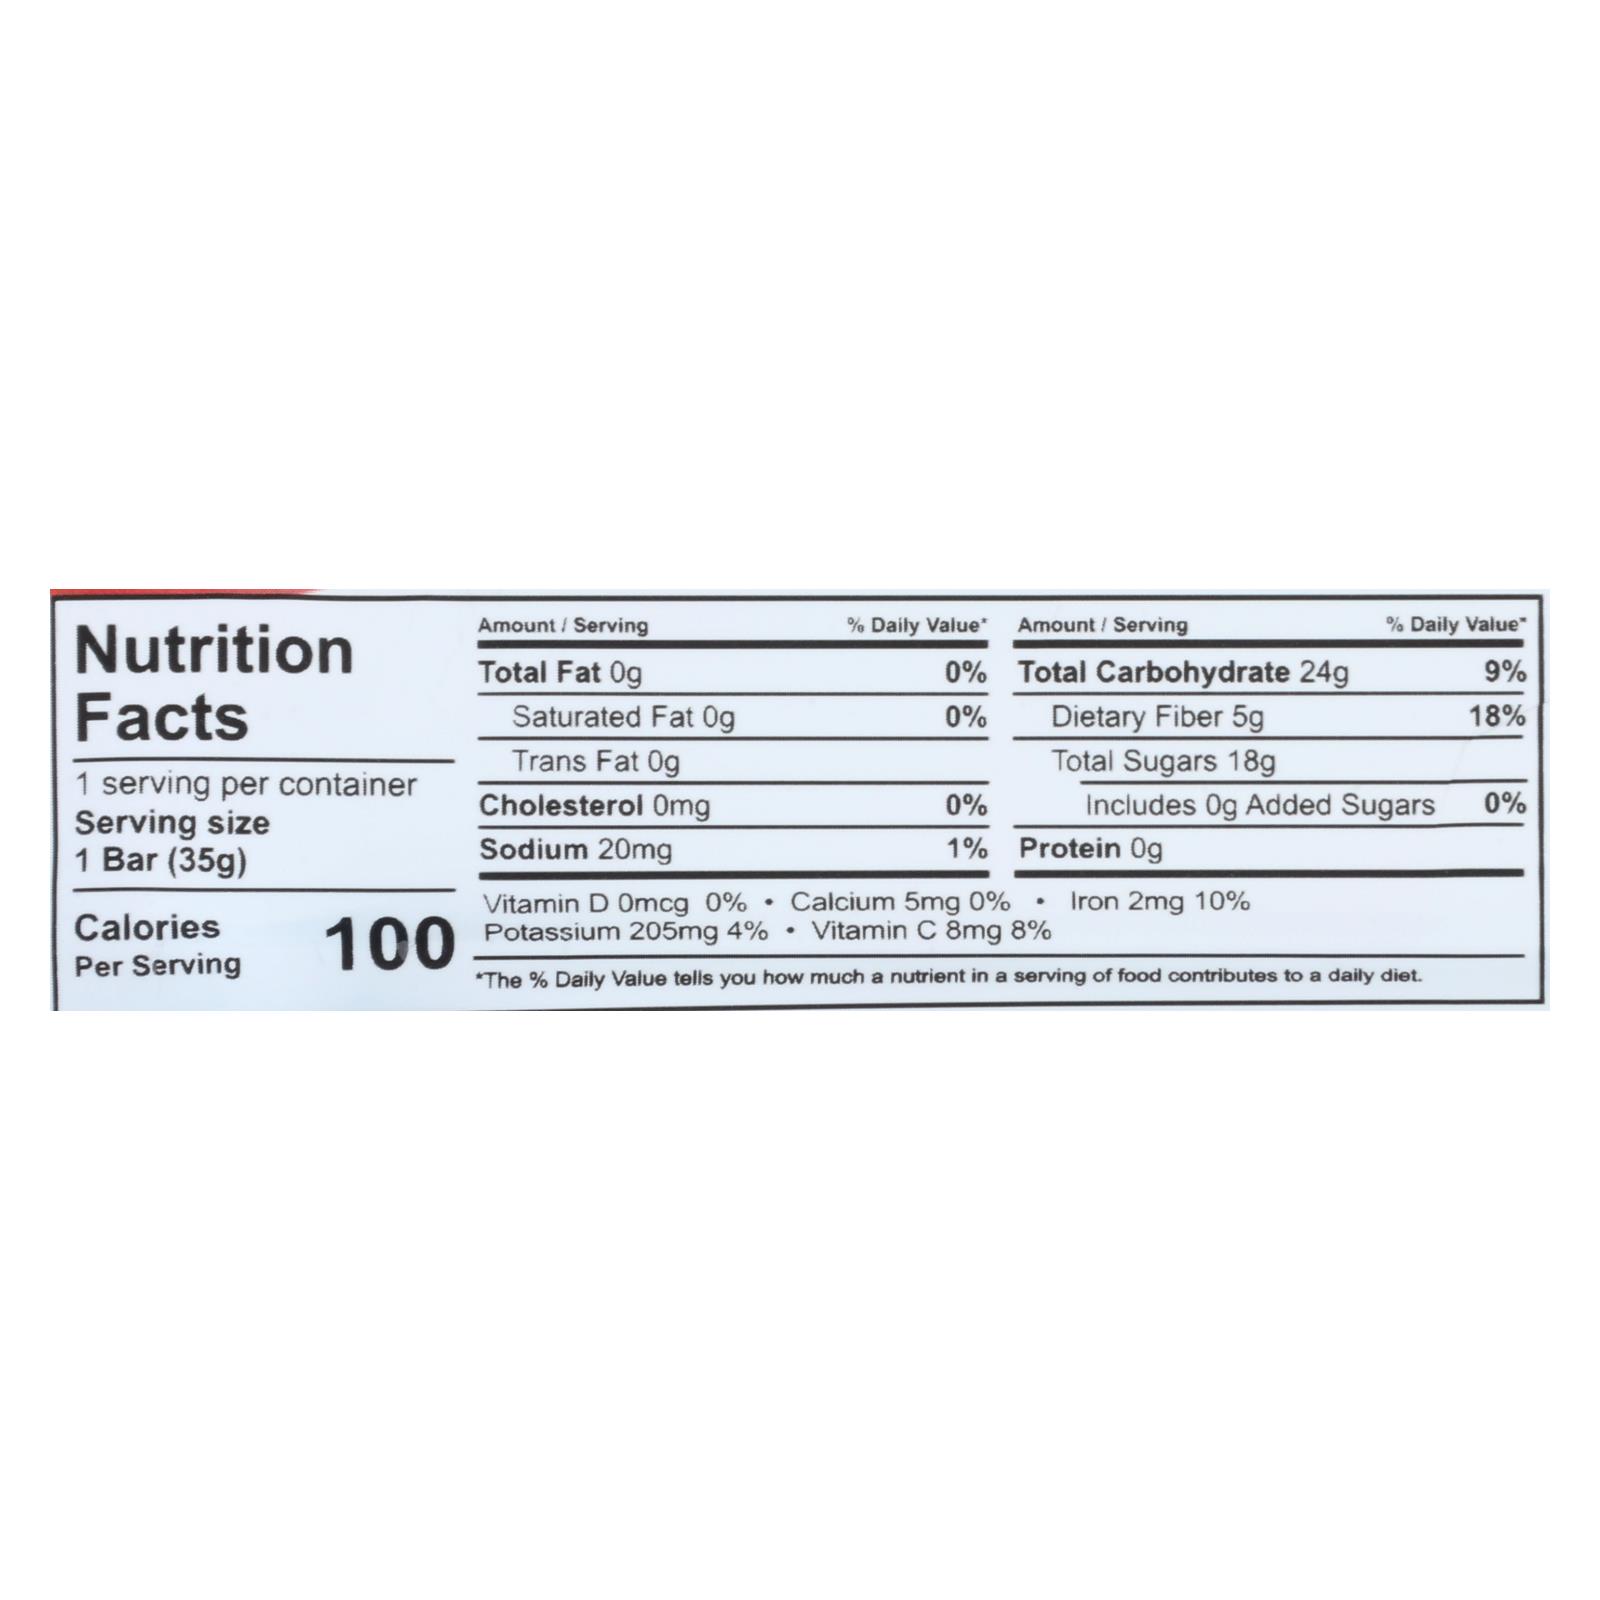 Nutrition
Facts
1 serving per container
Serving size
1 Bar (35g)
Calories
Per Serving
100
Amount / Serving % Daily Value*
Total Fat 0g 0%
Saturated Fat 0g 0%
Trans Fat 0g
Cholesterol 0mg 0%
Sodium 20mg 1%
Amount / Serving % Daily Value*
Total Carbohydrate 24g 9%
Dietary Fiber 5g 18%
Total Sugars 18g
Includes 0g Added Sugars 0%
Protein 0g
Vitamin D 0mcg 0% • Calcium 5mg 0% • Iron 2mg 10%
Potassium 205mg 4% • Vitamin C 8mg 8%
*The % Daily Value tells you how much a nutrient in a serving of food contributes to a daily diet.